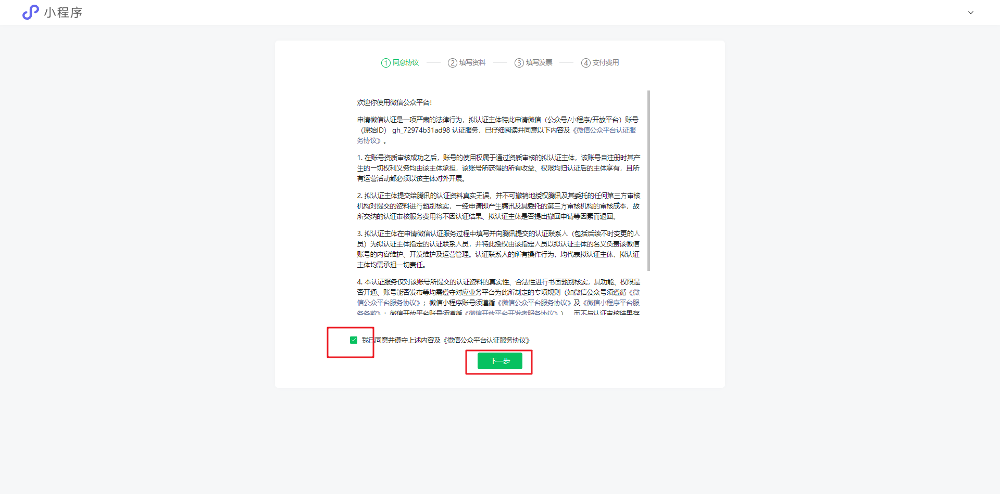 小程序
1 同意协议 2 填写资料 3 填写发票 4 支付费用
欢迎你使用微信公众平台！
申请微信认证是一项严肃的法律行为，拟认证主体特此申请微信（公众号/小程序/开放平台）账号
（原始ID） gh_72974b31ad98 认证服务，已仔细阅读并同意以下内容及《微信公众平台认证服
务协议》。
1. 在账号资质审核成功之后，账号的使用权属于通过资质审核的拟认证主体，该账号自注册时其产
生的一切权利义务均由该主体承担，该账号所获得的所有收益、权限均归认证后的主体享有，且所
有运营活动都必须以该主体对外开展。
2. 拟认证主体提交给腾讯的认证资料真实无误，并不可撤销地授权腾讯及其委托的任何第三方审核
机构对提交的资料进行甄别核实，一经申请即产生腾讯及其委托的第三方审核机构的审核成本，故
所交纳的认证审核服务费用将不因认证结果、拟认证主体是否提出撤回申请等因素而退回。
3. 拟认证主体在申请微信认证服务过程中填写并向腾讯提交的认证联系人（包括后续不时变更的人
员）为拟认证主体指定的认证联系人员，并特此授权由该指定人员以拟认证主体的名义负责该微信
账号的内容维护、开发维护及运营管理。认证联系人的所有操作行为，均代表拟认证主体，拟认证
主体均需承担一切责任。
4. 本认证服务仅对该账号所提交的认证资料的真实性、合法性进行书面甄别核实，其功能、权限是
否开通、账号能否发布等均需遵守对应业务平台为此所制定的专项规则（如微信公众号须遵循《微
信公众平台服务协议》；微信小程序账号须遵循《微信公众平台服务协议》及《微信小程序平台服
务条款》；微信开放平台账号须遵循《微信开放平台开发者服务协议》），而不与认证审核结果存
我已同意并遵守上述内容及《微信公众平台认证服务协议》
下一步